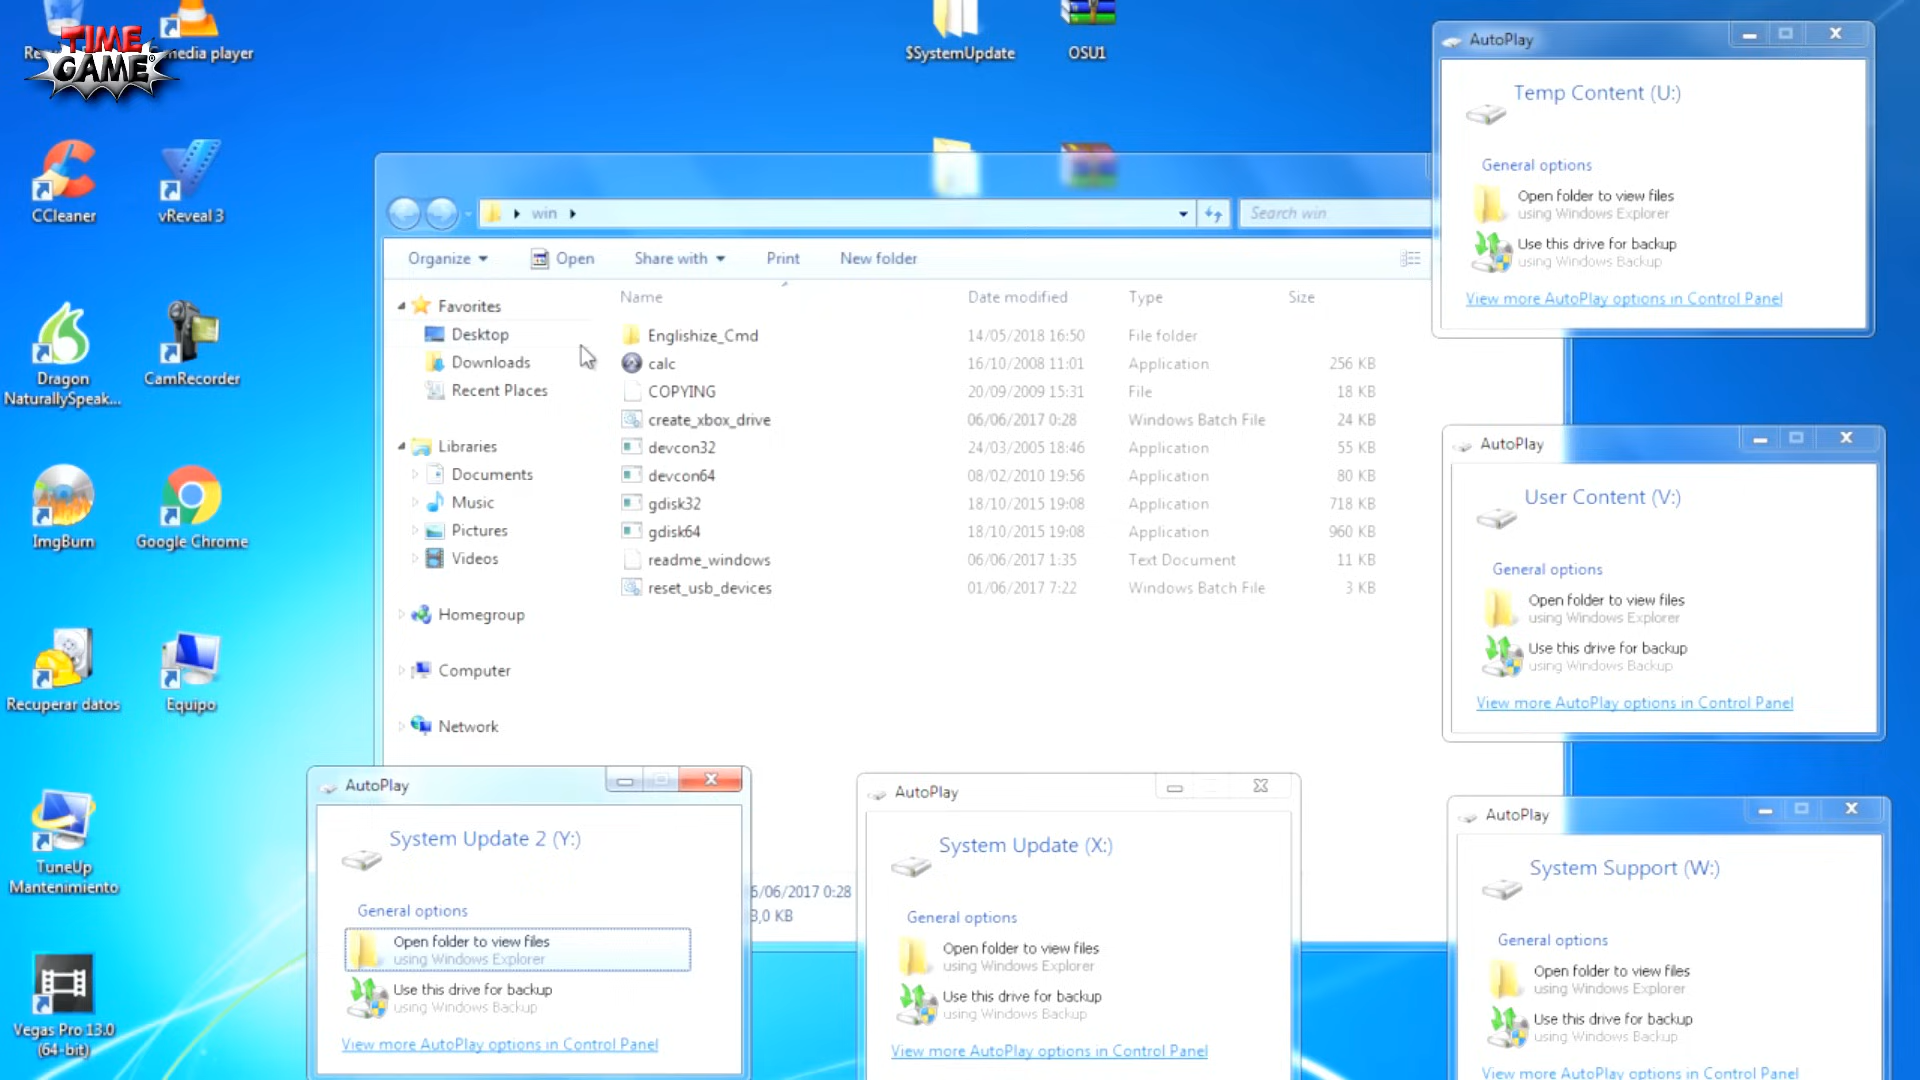 TIME
GAME
Re
media player
CCleaner
vReveal 3
Dragon
NaturallySpeak...
CamRecorder
ImgBurn
Google Chrome
Recuperar datos
Equipo
TuneUp
Mantenimiento
Vegas Pro 13.0
(64-bit)
$SystemUpdate
OSU1
win
Search win
Organize
Open
Share with
Print
New folder
Favorites
Desktop
Downloads
Recent Places
Libraries
Documents
Music
Pictures
Videos
Homegroup
Computer
Network
Name Date modified Type Size
Englishize_Cmd 14/05/2018 16:50 File folder
calc 16/10/2008 11:01 Application 256 KB
COPYING 20/09/2009 15:31 File 18 KB
create_xbox_drive 06/06/2017 0:28 Windows Batch File 24 KB
devcon32 24/03/2005 18:46 Application 55 KB
devcon64 08/02/2010 19:56 Application 80 KB
gdisk32 18/10/2015 19:08 Application 718 KB
gdisk64 18/10/2015 19:08 Application 960 KB
readme_windows 06/06/2017 1:35 Text Document 11 KB
reset_usb_devices 01/06/2017 7:22 Windows Batch File 3 KB
6/06/2017 0:28
3,0 KB
AutoPlay
Temp Content (U:)
General options
Open folder to view files
using Windows Explorer
Use this drive for backup
using Windows Backup
View more AutoPlay options in Control Panel
AutoPlay
User Content (V:)
General options
Open folder to view files
using Windows Explorer
Use this drive for backup
using Windows Backup
View more AutoPlay options in Control Panel
AutoPlay
System Update 2 (Y:)
General options
Open folder to view files
using Windows Explorer
Use this drive for backup
using Windows Backup
View more AutoPlay options in Control Panel
AutoPlay
System Update (X:)
General options
Open folder to view files
using Windows Explorer
Use this drive for backup
using Windows Backup
View more AutoPlay options in Control Panel
AutoPlay
System Support (W:)
General options
Open folder to view files
using Windows Explorer
Use this drive for backup
using Windows Backup
View more AutoPlay options in Control Panel